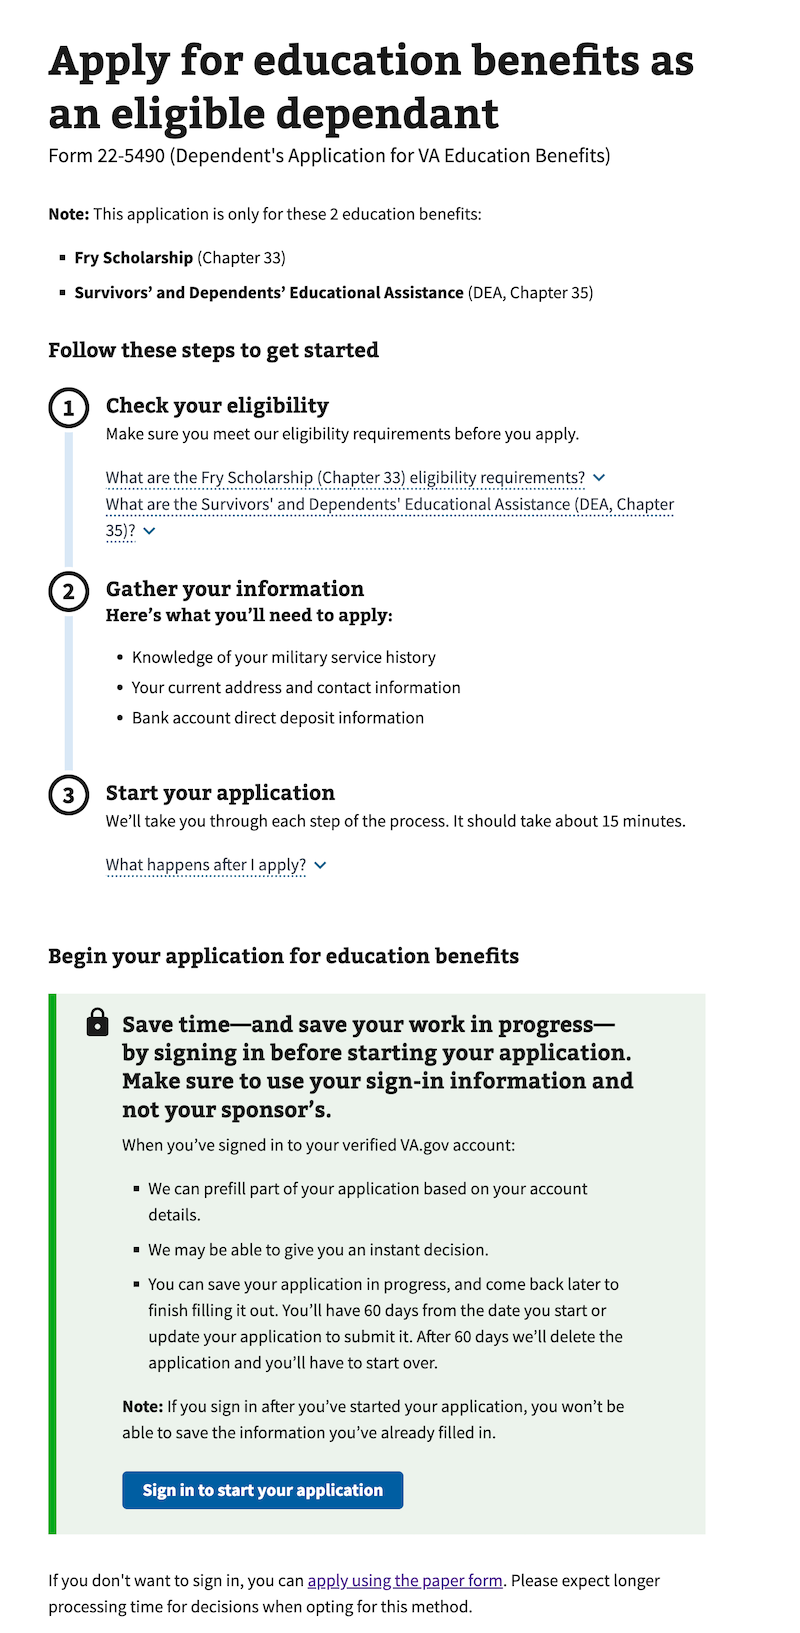 Apply for education benefits as
an eligible dependant
Form 22-5490 (Dependent's Application for VA Education Benefits)
Note: This application is only for these 2 education benefits:
▪ Fry Scholarship (Chapter 33)
▪ Survivors’ and Dependents’ Educational Assistance (DEA, Chapter 35)
Follow these steps to get started
1 Check your eligibility
Make sure you meet our eligibility requirements before you apply.
What are the Fry Scholarship (Chapter 33) eligibility requirements?
What are the Survivors' and Dependents' Educational Assistance (DEA, Chapter
35)?
2 Gather your information
Here’s what you’ll need to apply:
• Knowledge of your military service history
• Your current address and contact information
• Bank account direct deposit information
3 Start your application
We’ll take you through each step of the process. It should take about 15 minutes.
What happens after I apply?
Begin your application for education benefits
Save time—and save your work in progress—
by signing in before starting your application.
Make sure to use your sign-in information and
not your sponsor’s.
When you’ve signed in to your verified VA.gov account:
▪ We can prefill part of your application based on your account
details.
▪ We may be able to give you an instant decision.
▪ You can save your application in progress, and come back later to
finish filling it out. You’ll have 60 days from the date you start or
update your application to submit it. After 60 days we’ll delete the
application and you’ll have to start over.
Note: If you sign in after you’ve started your application, you won’t be
able to save the information you’ve already filled in.
Sign in to start your application
If you don't want to sign in, you can apply using the paper form. Please expect longer
processing time for decisions when opting for this method.